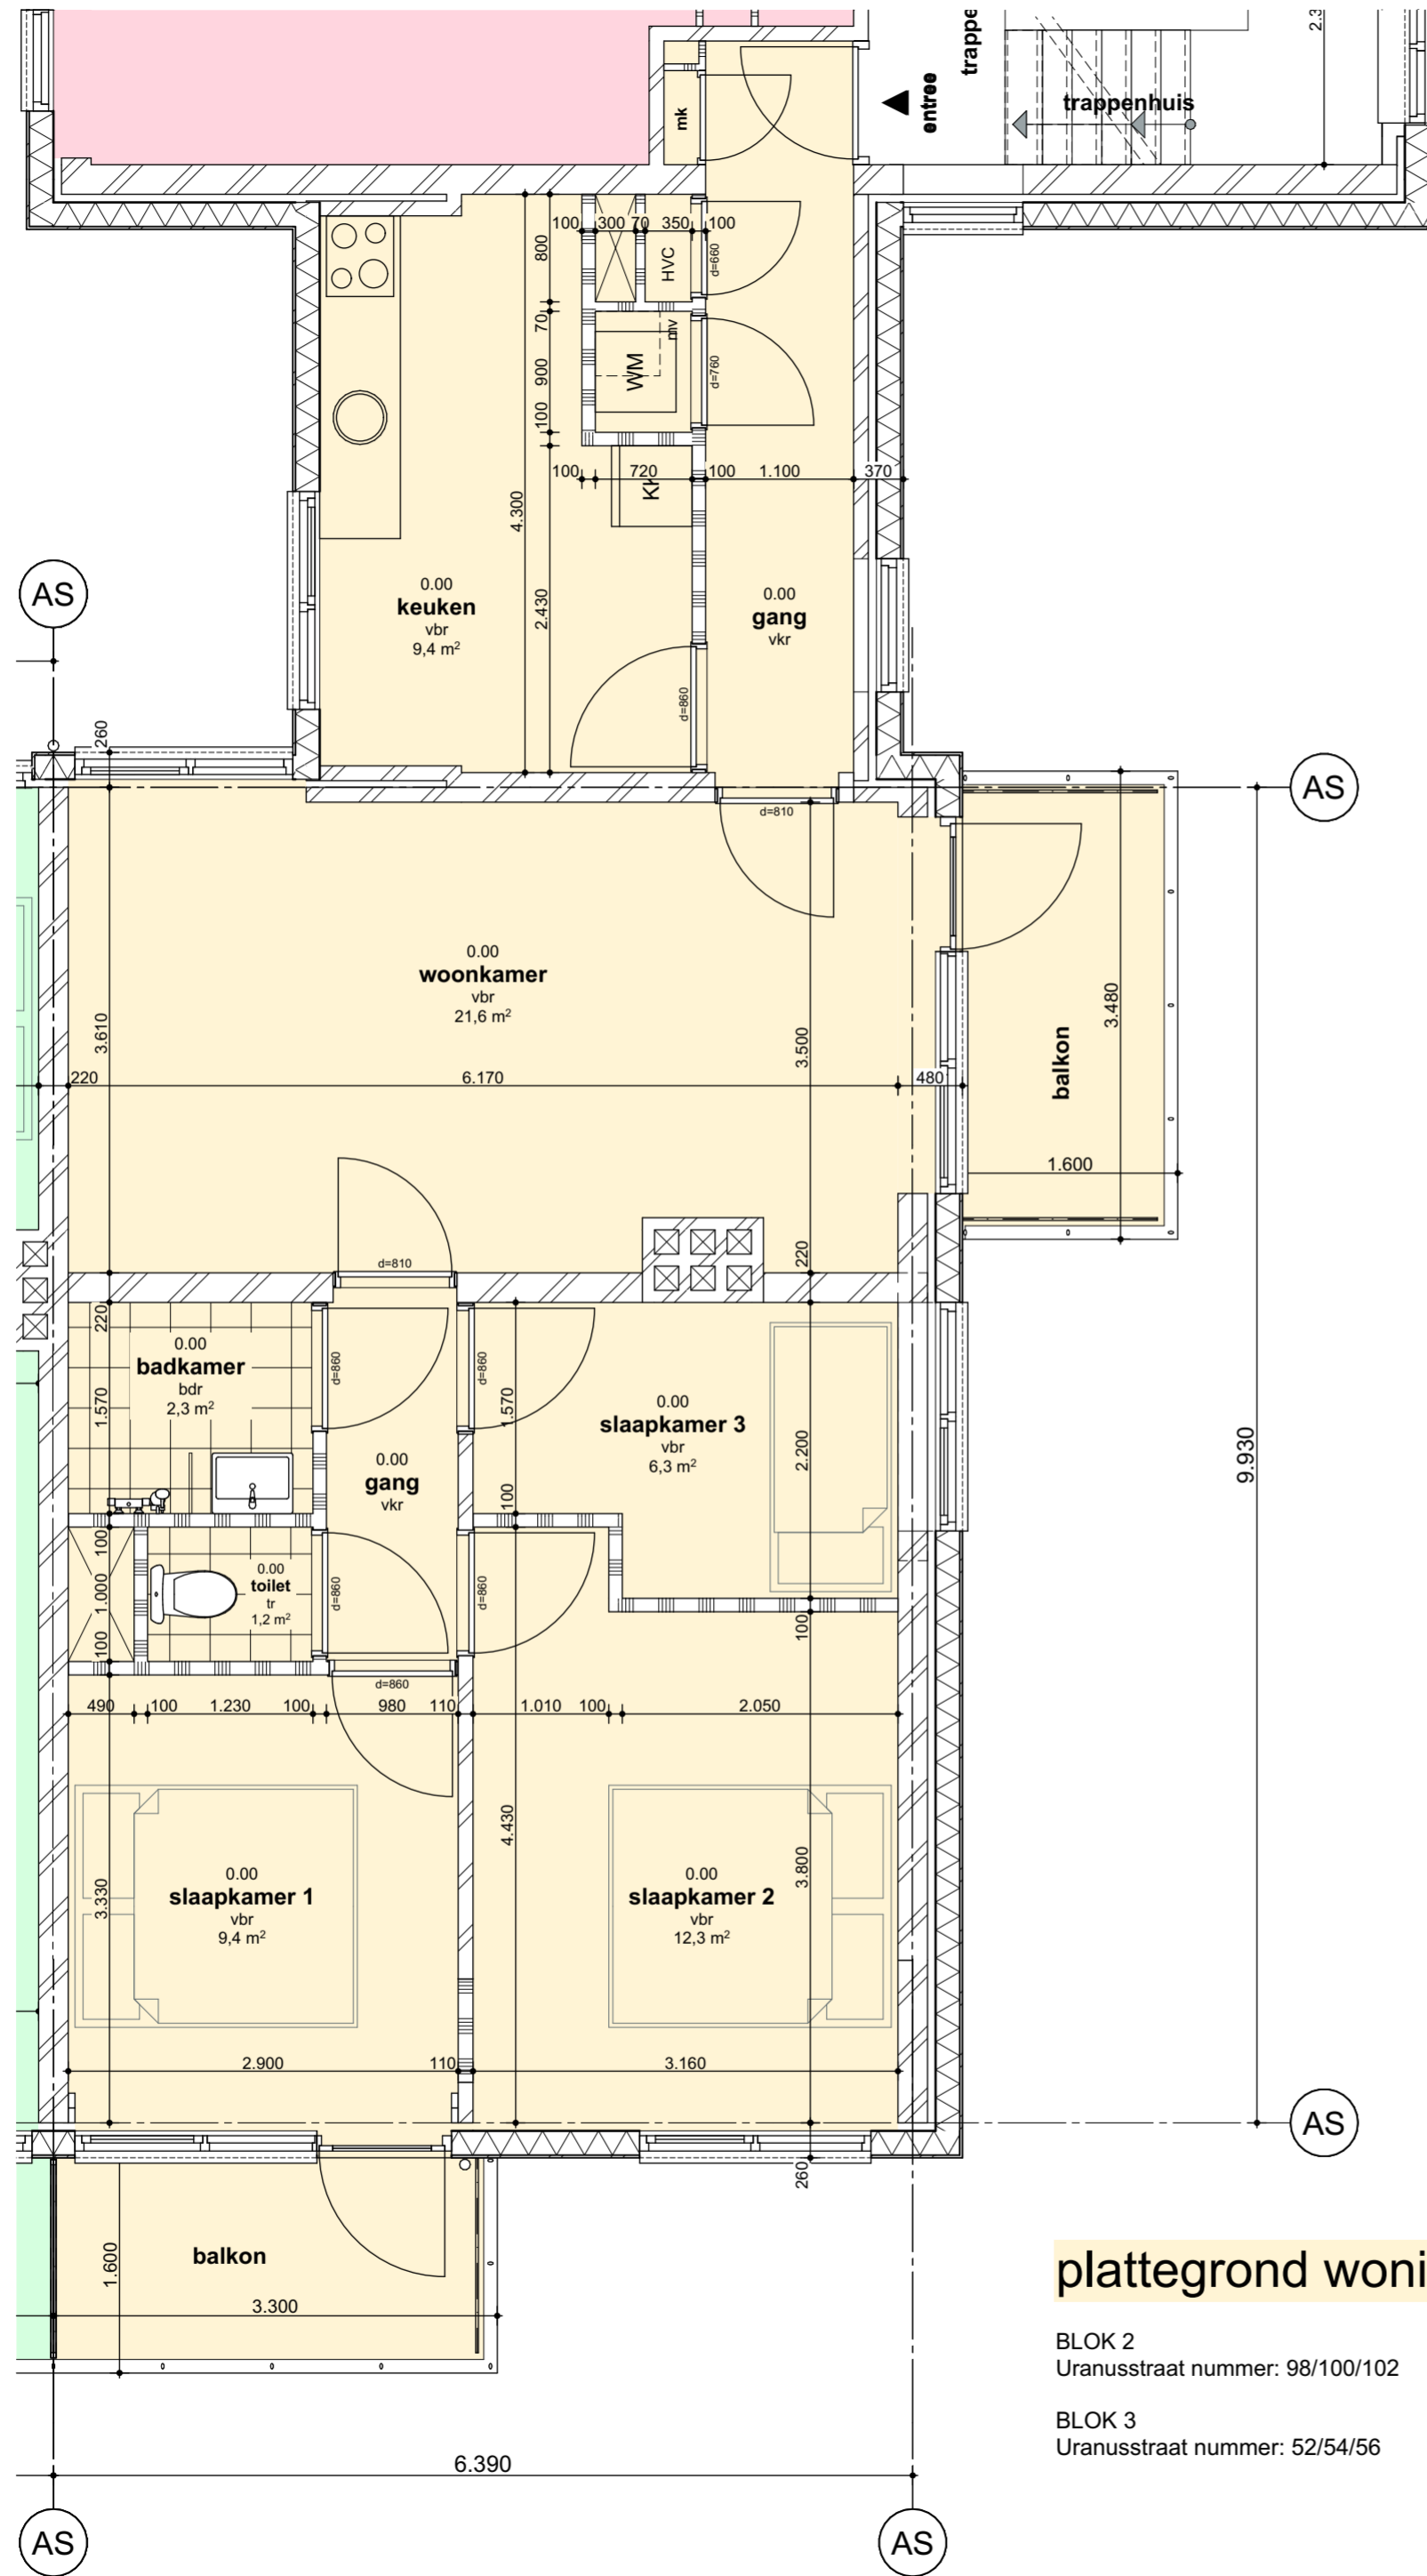 trappe
2.3
trappenhuis
entree
mk
100 300 70 350 100
800
HVC
d=660
70
mv
WM
900
d=760
100
100 720 100 1.100 370
KK
4.300
2.430
AS
0.00
keuken
vbr
9,4 m²
0.00
gang
vkr
d=860
260
AS
d=810
0.00
woonkamer
vbr
21,6 m²
3.610
3.500
3.480
balkon
220 6.170 480
1.600
220
d=810
220
0.00
badkamer
bdr
2,3 m²
1.570
d=860
d=860
1.570
0.00
slaapkamer 3
vbr
6,3 m²
2.200
9.930
0.00
gang
vkr
100
100
0.00
toilet
tr
1,2 m²
1.000
d=860
d=860
100
100
d=860
490 100 1.230 100 980 110 1.010 100 2.050
4.430
0.00
slaapkamer 1
vbr
9,4 m²
3.330
0.00
slaapkamer 2
vbr
12,3 m²
3.800
2.900 110 3.160
AS
260
balkon
1.600
3.300
plattegrond woni
BLOK 2
Uranusstraat nummer: 98/100/102
BLOK 3
Uranusstraat nummer: 52/54/56
6.390
AS
AS